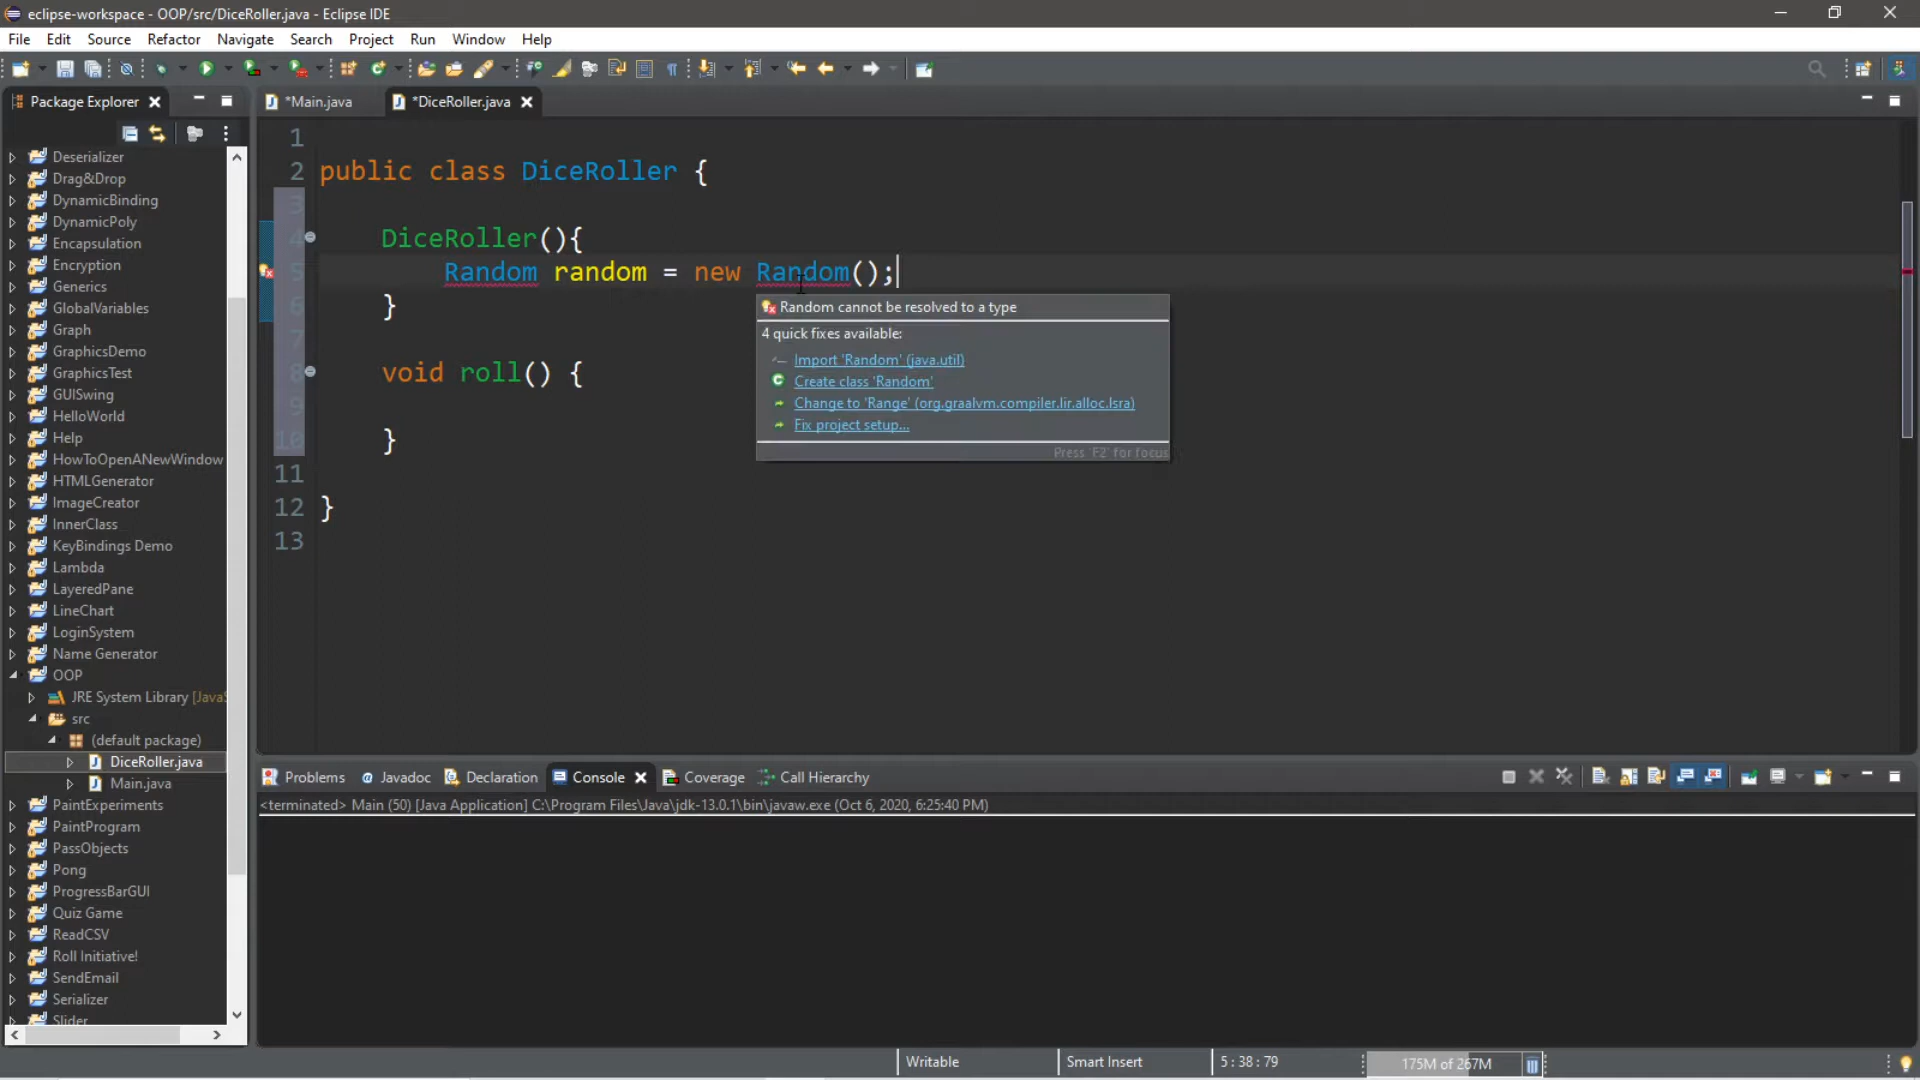 eclipse-workspace - OOP/src/DiceRoller.java - Eclipse IDE
File Edit Source Refactor Navigate Search Project Run Window Help
Package Explorer
*Main.java
*DiceRoller.java
Deserializer
Drag&Drop
DynamicBinding
DynamicPoly
Encapsulation
Encryption
Generics
GlobalVariables
Graph
GraphicsDemo
GraphicsTest
GUISwing
HelloWorld
Help
HowToOpenANewWindow
HTMLGenerator
ImageCreator
InnerClass
KeyBindings Demo
Lambda
LayeredPane
LineChart
LoginSystem
Name Generator
OOP
JRE System Library [JavaS
src
(default package)
DiceRoller.java
Main.java
PaintExperiments
PaintProgram
PassObjects
Pong
ProgressBarGUI
Quiz Game
ReadCSV
Roll Initiative!
SendEmail
Serializer
Slider
1
2 public class DiceRoller {
3
4 DiceRoller(){
5 Random random = new Random();
6 }
7
8 void roll() {
9
10 }
11
12 }
13
Random cannot be resolved to a type
4 quick fixes available:
Import 'Random' (java.util)
Create class 'Random'
Change to 'Range' (org.graalvm.compiler.lir.alloc.lsra)
Fix project setup...
Press 'F2' for focus
Problems Javadoc Declaration Console Coverage Call Hierarchy
<terminated> Main (50) [Java Application] C:\Program Files\Java\jdk-13.0.1\bin\javaw.exe (Oct 6, 2020, 6:25:40 PM)
Writable Smart Insert 5 : 38 : 79 175M of 267M